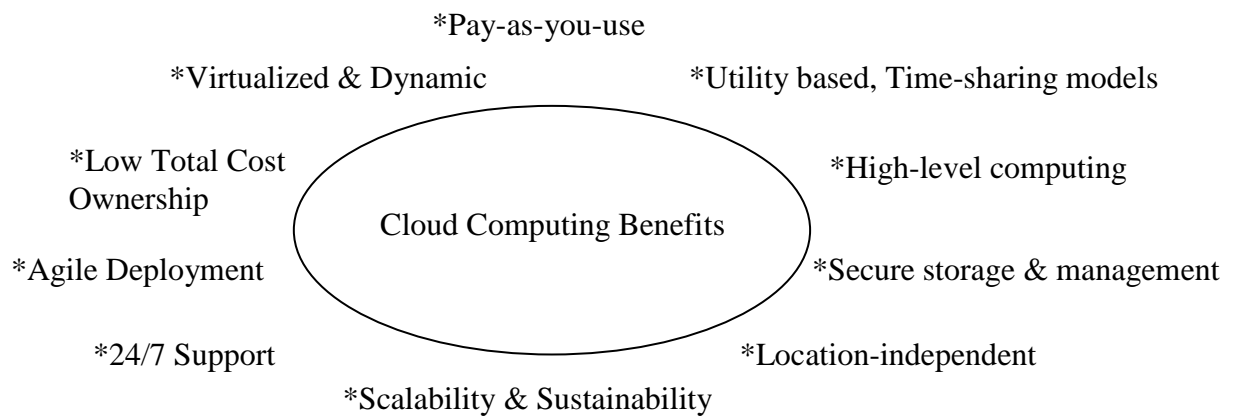 *Pay-as-you-use
*Virtualized & Dynamic
*Utility based, Time-sharing models
*Low Total Cost
Ownership
*High-level computing
Cloud Computing Benefits
*Agile Deployment
*Secure storage & management
*24/7 Support
*Location-independent
*Scalability & Sustainability